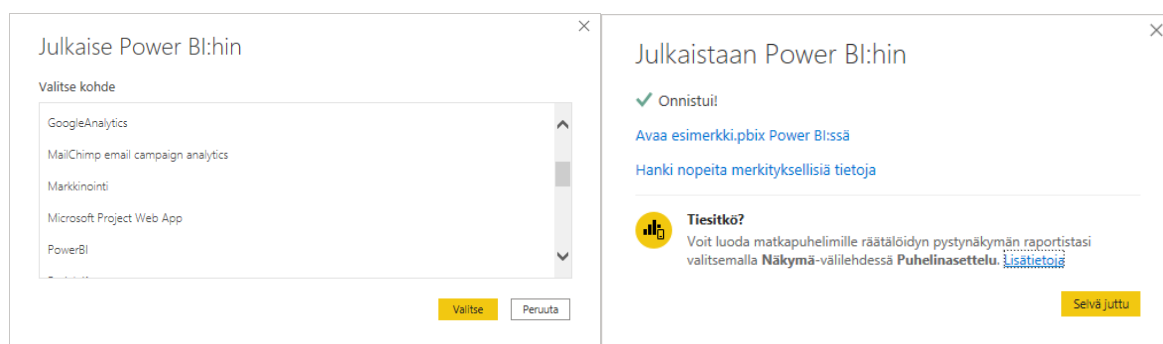 Julkaise Power BI:hin
Valitse kohde
GoogleAnalytics
MailChimp email campaign analytics
Markkinointi
Microsoft Project Web App
PowerBI
Valitse
Peruuta
Julkaistaan Power BI:hin
Onnistui!
Avaa esimerkki.pbix Power BI:ssä
Hanki nopeita merkityksellisiä tietoja
Tiesitkö?
Voit luoda matkapuhelimille räätälöidyn pystynäkymän raportistasi
valitsemalla Näkymä-välilehdessä Puhelinasettelu. Lisätietoja
Selvä juttu